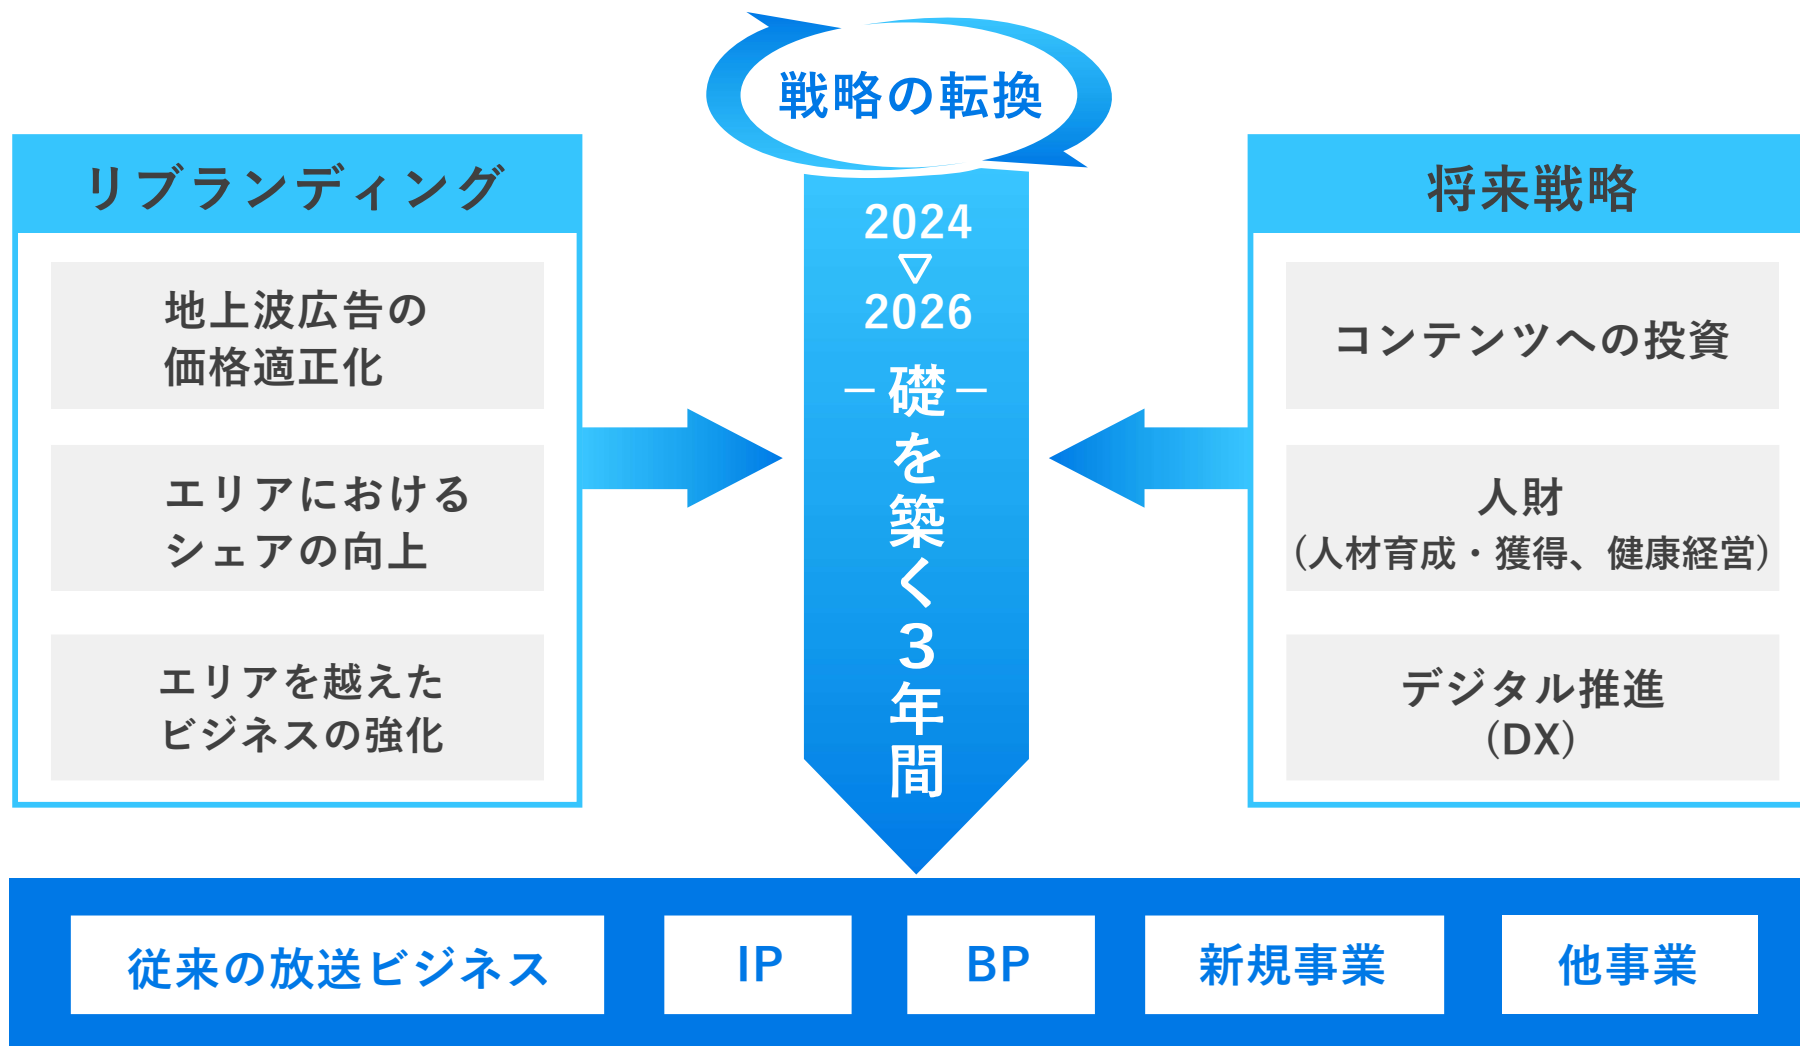 戦略の転換
リブランディング
地上波広告の
価格適正化
エリアにおける
シェアの向上
エリアを越えた
ビジネスの強化
2024
▽
2026
－礎－を築く3年間
将来戦略
コンテンツへの投資
人財
（人材育成・獲得、健康経営）
デジタル推進
（DX）
従来の放送ビジネス
IP
BP
新規事業
他事業